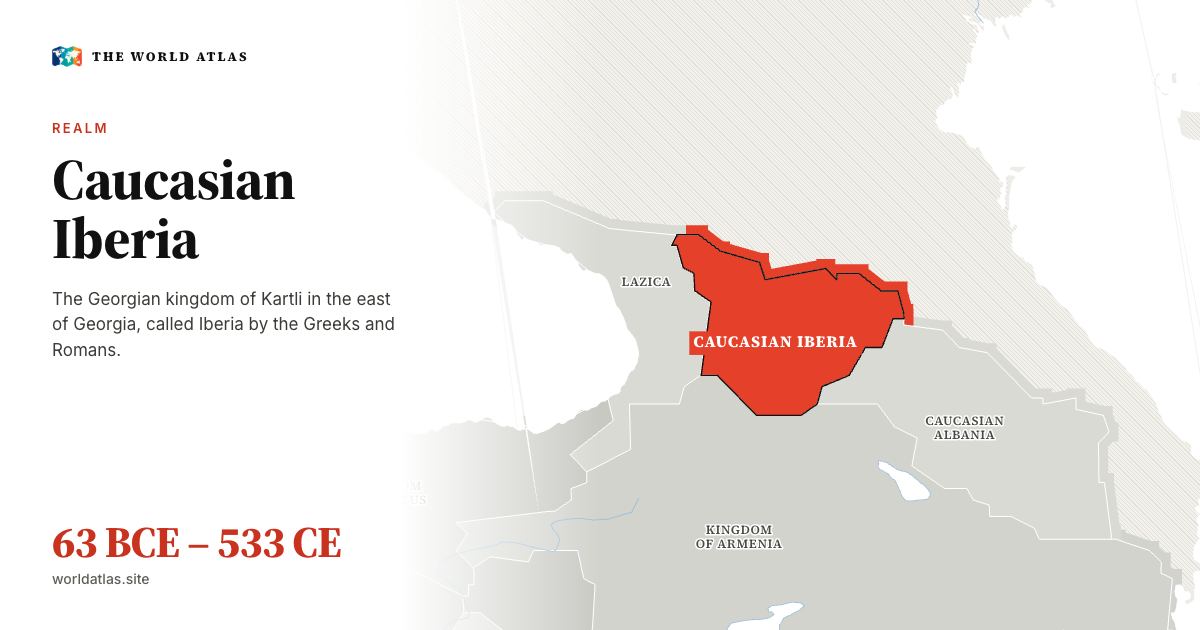 THE WORLD ATLAS
REALM
Caucasian
Iberia
The Georgian kingdom of Kartli in the east
of Georgia, called Iberia by the Greeks and
Romans.
63 BCE – 533 CE
worldatlas.site
LAZICA
CAUCASIAN IBERIA
CAUCASIAN
ALBANIA
KINGDOM
OF ARMENIA